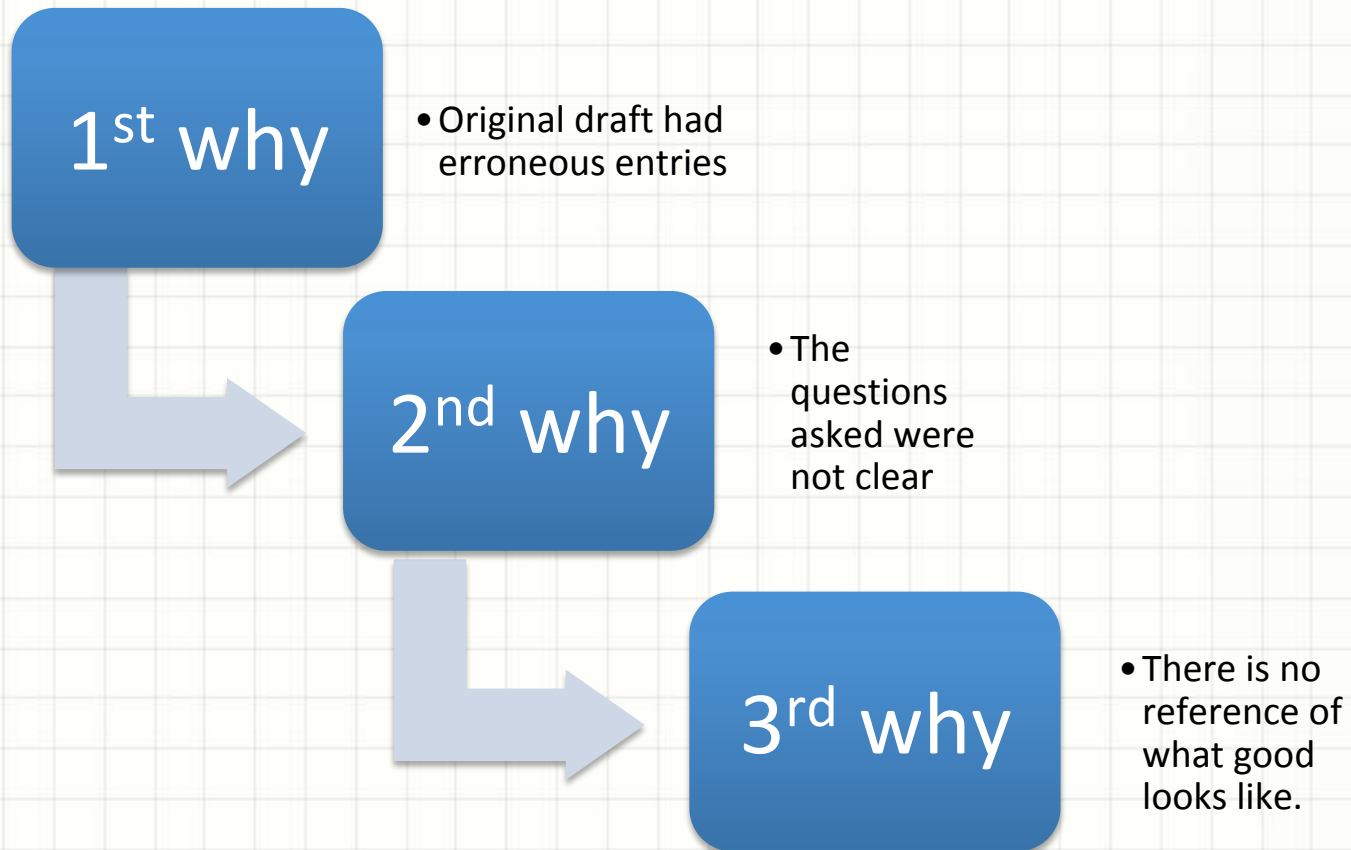 1st why
• Original draft had
erroneous entries
2nd why
• The
questions
asked were
not clear
3rd why
• There is no
reference of
what good
looks like.